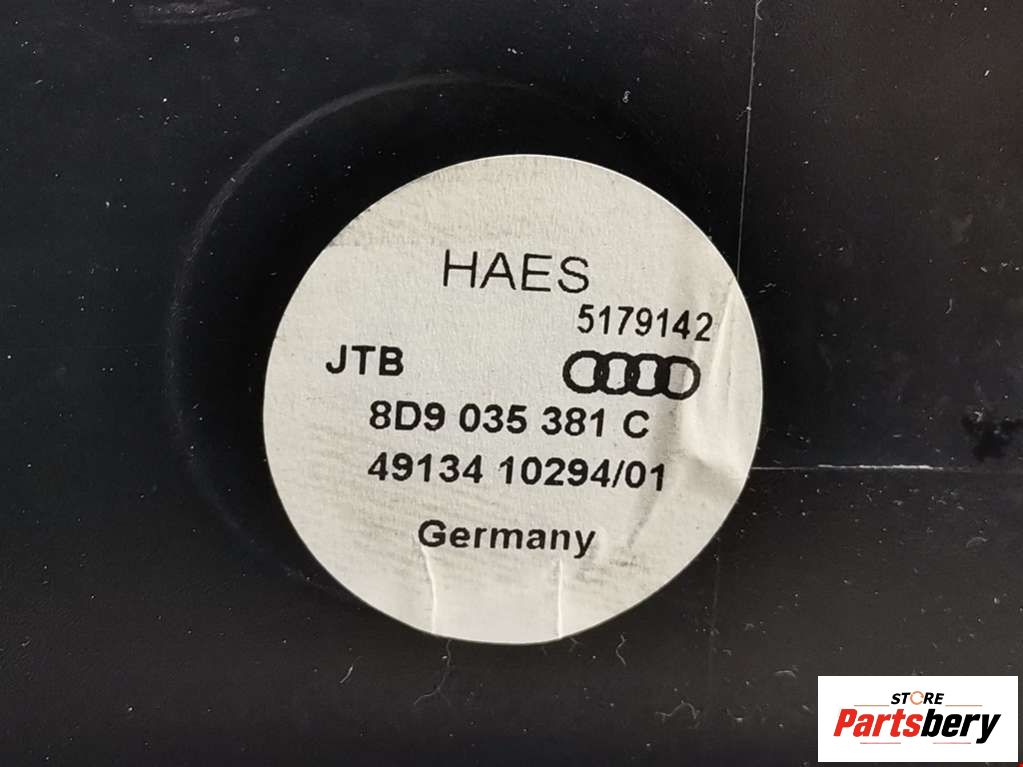 HAES
5179142
JTB
8D9 035 381 C
49134 10294/01
Germany
STORE
Partsbery